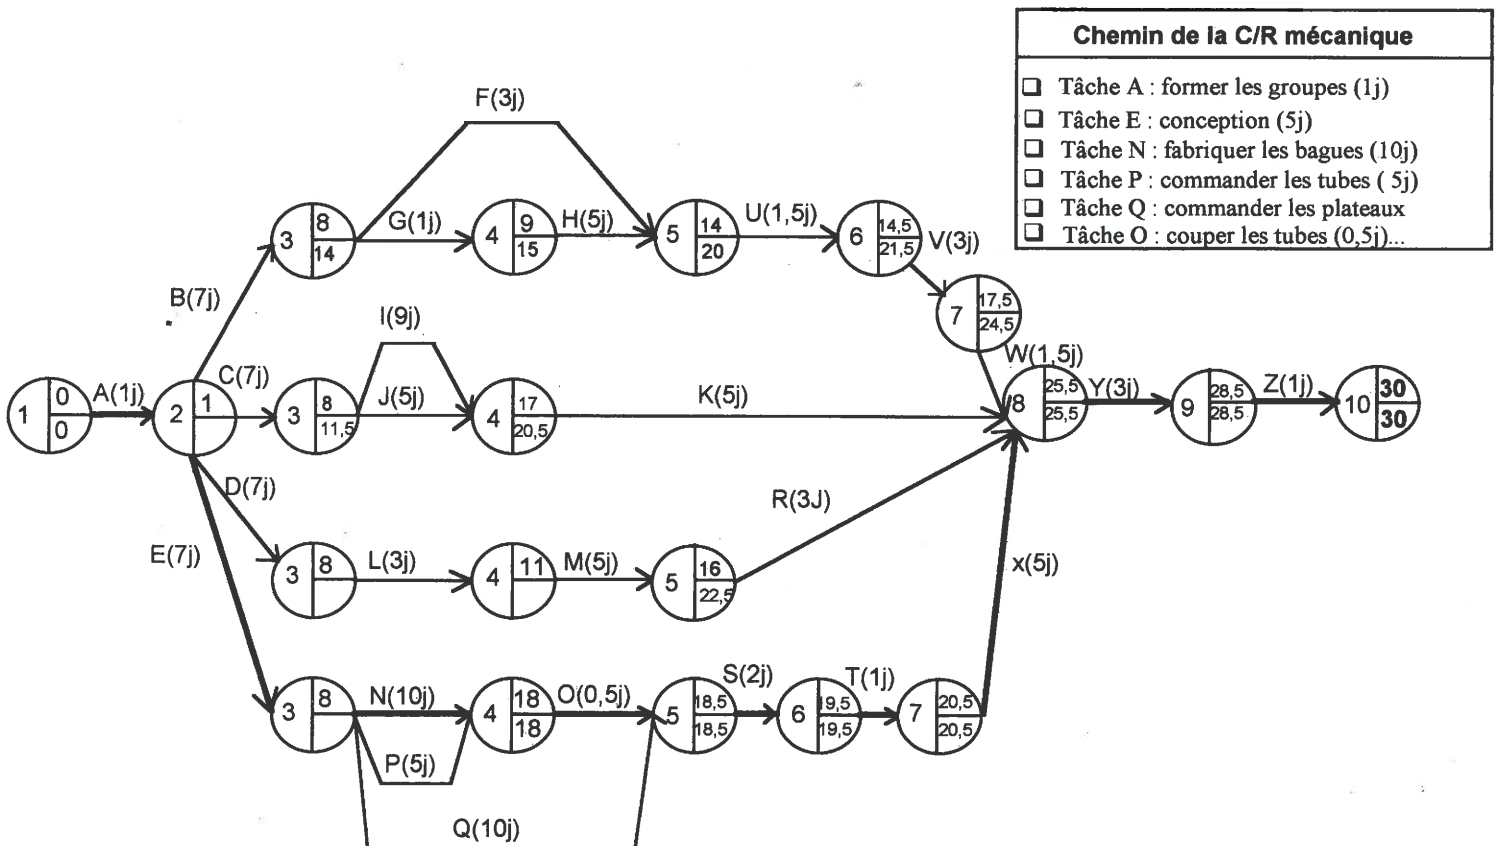 Chemin de la C/R mécanique
❑ Tâche A : former les groupes (1j)
❑ Tâche E : conception (5j)
❑ Tâche N : fabriquer les bagues (10j)
❑ Tâche P : commander les tubes ( 5j)
❑ Tâche Q : commander les plateaux
❑ Tâche O : couper les tubes (0,5j)...
F(3j)
3 8 14
G(1j)
4 9 15
H(5j)
5 14 20
U(1,5j)
6 14,5 21,5
V(3j)
7 17,5 24,5
W(1,5j)
B(7j)
I(9j)
1 0 0
A(1j)
2 1
C(7j)
3 8 11,5
J(5j)
4 17 20,5
K(5j)
8 25,5 25,5
Y(3j)
9 28,5 28,5
Z(1j)
10 30 30
D(7j)
R(3J)
E(7j)
3 8
L(3j)
4 11
M(5j)
5 16 22,5
x(5j)
3 8
N(10j)
4 18 18
O(0,5j)
5 18,5 18,5
S(2j)
6 19,5 19,5
T(1j)
7 20,5 20,5
P(5j)
Q(10j)